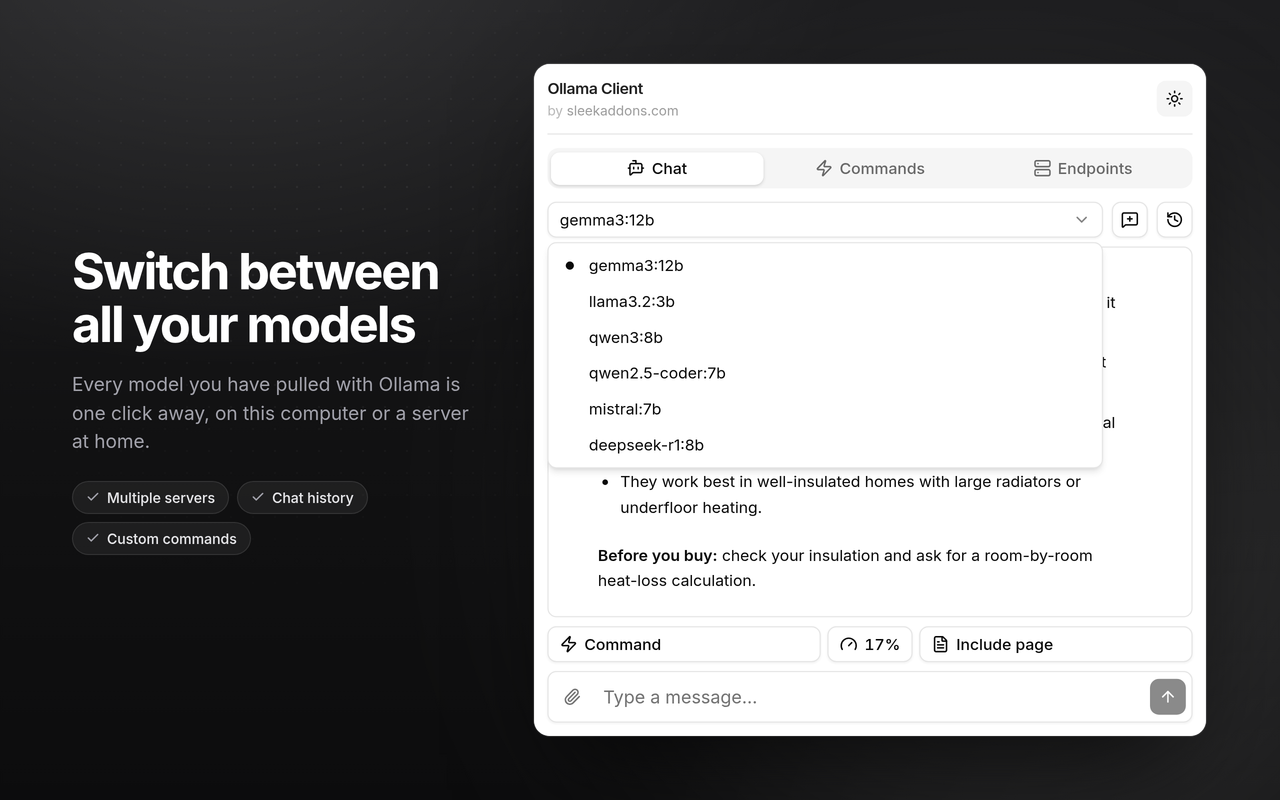 Switch between
all your models
Every model you have pulled with Ollama is
one click away, on this computer or a server
at home.
Multiple servers
Chat history
Custom commands
Ollama Client
by sleekaddons.com
Chat
Commands
Endpoints
gemma3:12b
gemma3:12b
llama3.2:3b
qwen3:8b
qwen2.5-coder:7b
mistral:7b
deepseek-r1:8b
it
t
al
• They work best in well-insulated homes with large radiators or
underfloor heating.
Before you buy: check your insulation and ask for a room-by-room
heat-loss calculation.
Command
17%
Include page
Type a message...